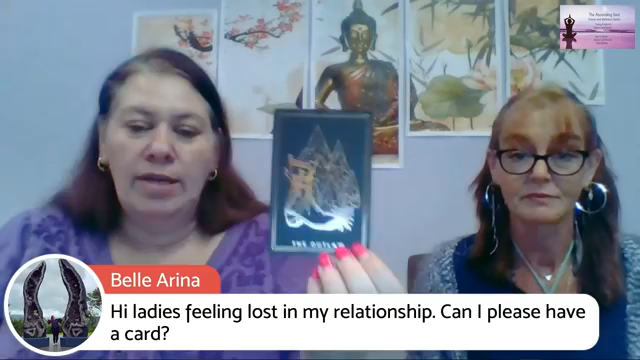 The Ascending Soul
THE OUTLAW
Belle Arina
Hi ladies feeling lost in my relationship. Can I please have
a card?